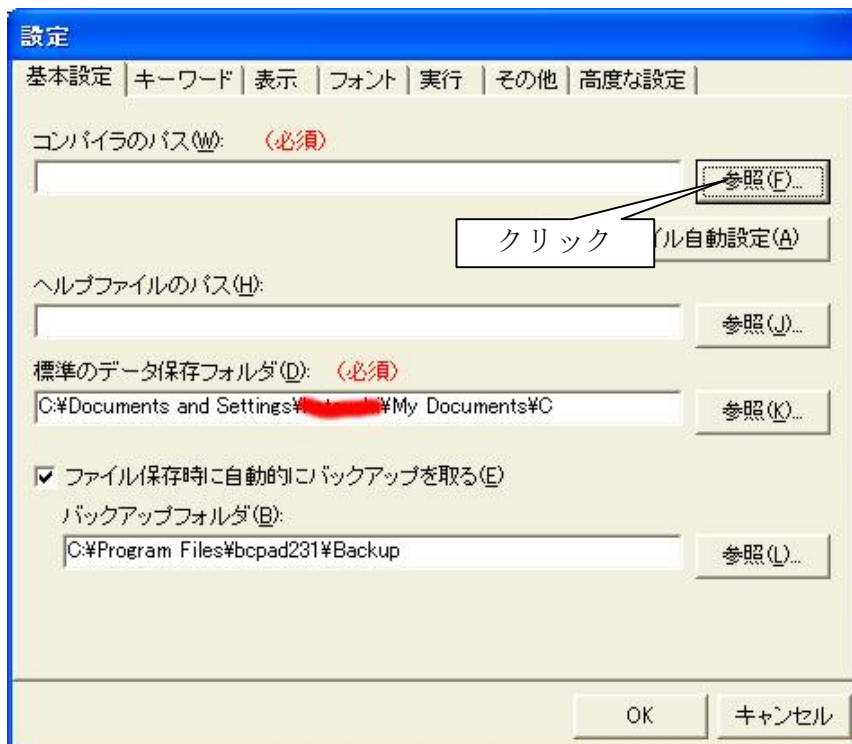 設定
基本設定 キーワード 表示 フォント 実行 その他 高度な設定
コンパイラのパス(W): (必須)
参照(F)...
クリック
イル自動設定(A)
ヘルプファイルのパス(H):
参照(J)...
標準のデータ保存フォルダ(D): (必須)
C:¥Documents and Settings¥ ¥My Documents¥C
参照(K)...
ファイル保存時に自動的にバックアップを取る(E)
バックアップフォルダ(B):
C:¥Program Files¥bcpad231¥Backup
参照(L)...
OK キャンセル